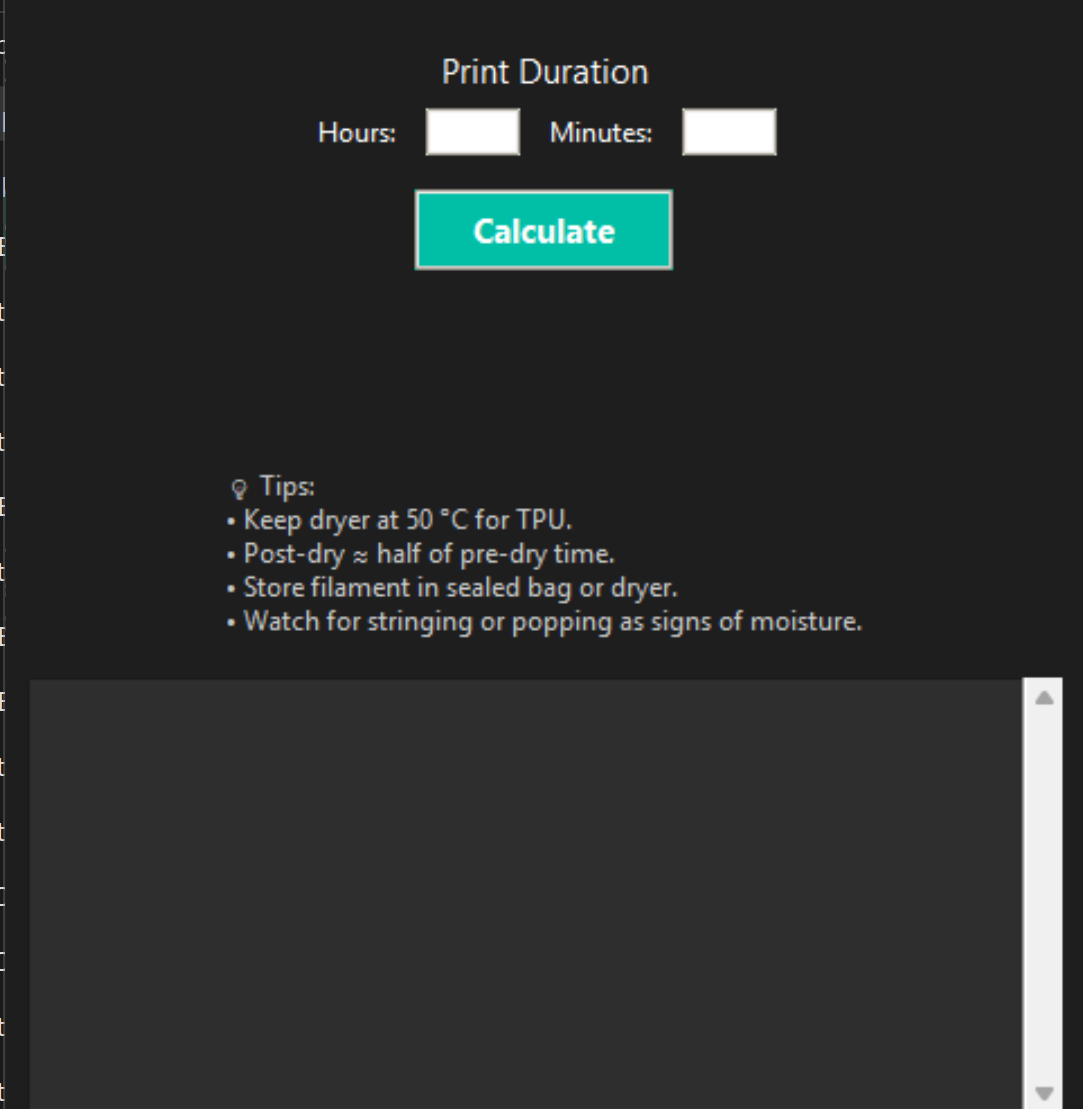 Print Duration
Hours: Minutes:
Calculate
💡 Tips:
• Keep dryer at 50 °C for TPU.
• Post-dry ≈ half of pre-dry time.
• Store filament in sealed bag or dryer.
• Watch for stringing or popping as signs of moisture.